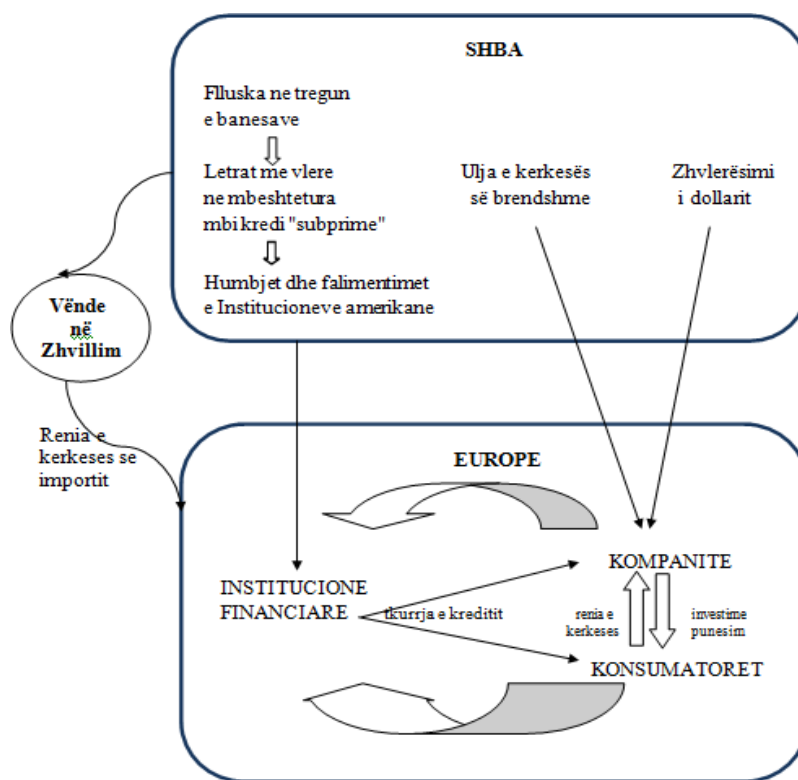 SHBA
Flluska ne tregun
e banesave
Letrat me vlere
ne mbeshtetura
mbi kredi "subprime"
Humbjet dhe falimentimet
e Institucioneve amerikane
Ulja e kerkesës
së brendshme
Zhvlerësimi
i dollarit
Vënde
në
Zhvillim
Renia e
kerkeses se
importit
EUROPE
INSTITUCIONE
FINANCIARE
tkurrja e kreditit
KOMPANITE
renia e
kerkeses
investime
punesim
KONSUMATORET